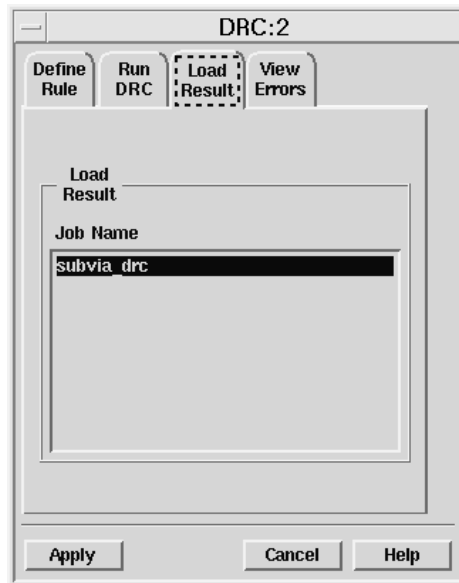 DRC:2
Define Rule
Run DRC
Load Result
View Errors
Load
Result
Job Name
subvia_drc
Apply
Cancel
Help